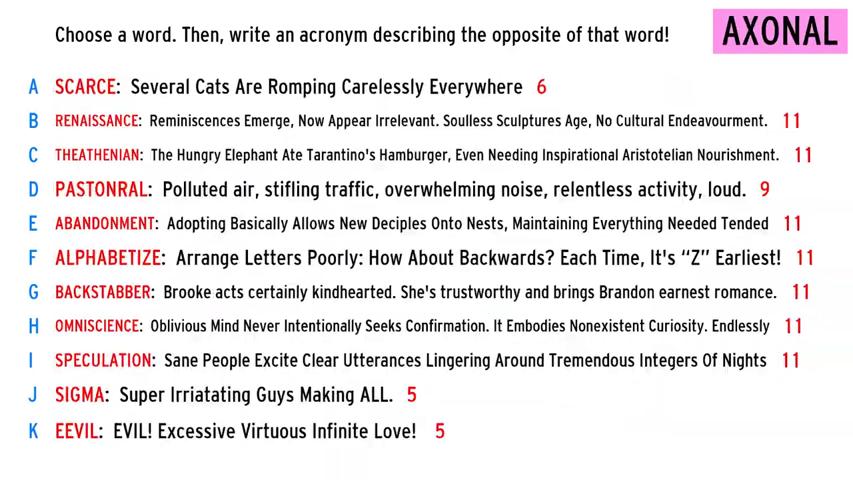 Choose a word. Then, write an acronym describing the opposite of that word!
AXONAL
A SCARCE: Several Cats Are Romping Carelessly Everywhere 6
B RENAISSANCE: Reminiscences Emerge, Now Appear Irrelevant. Soulless Sculptures Age, No Cultural Endeavourment. 11
C THEATHENIAN: The Hungry Elephant Ate Tarantino's Hamburger, Even Needing Inspirational Aristotelian Nourishment. 11
D PASTONRAL: Polluted air, stifling traffic, overwhelming noise, relentless activity, loud. 9
E ABANDONMENT: Adopting Basically Allows New Deciples Onto Nests, Maintaining Everything Needed Tended 11
F ALPHABETIZE: Arrange Letters Poorly: How About Backwards? Each Time, It's “Z” Earliest! 11
G BACKSTABBER: Brooke acts certainly kindhearted. She's trustworthy and brings Brandon earnest romance. 11
H OMNISCIENCE: Oblivious Mind Never Intentionally Seeks Confirmation. It Embodies Nonexistent Curiosity. Endlessly 11
I SPECULATION: Sane People Excite Clear Utterances Lingering Around Tremendous Integers Of Nights 11
J SIGMA: Super Irriatating Guys Making ALL. 5
K EEVIL: EVIL! Excessive Virtuous Infinite Love! 5